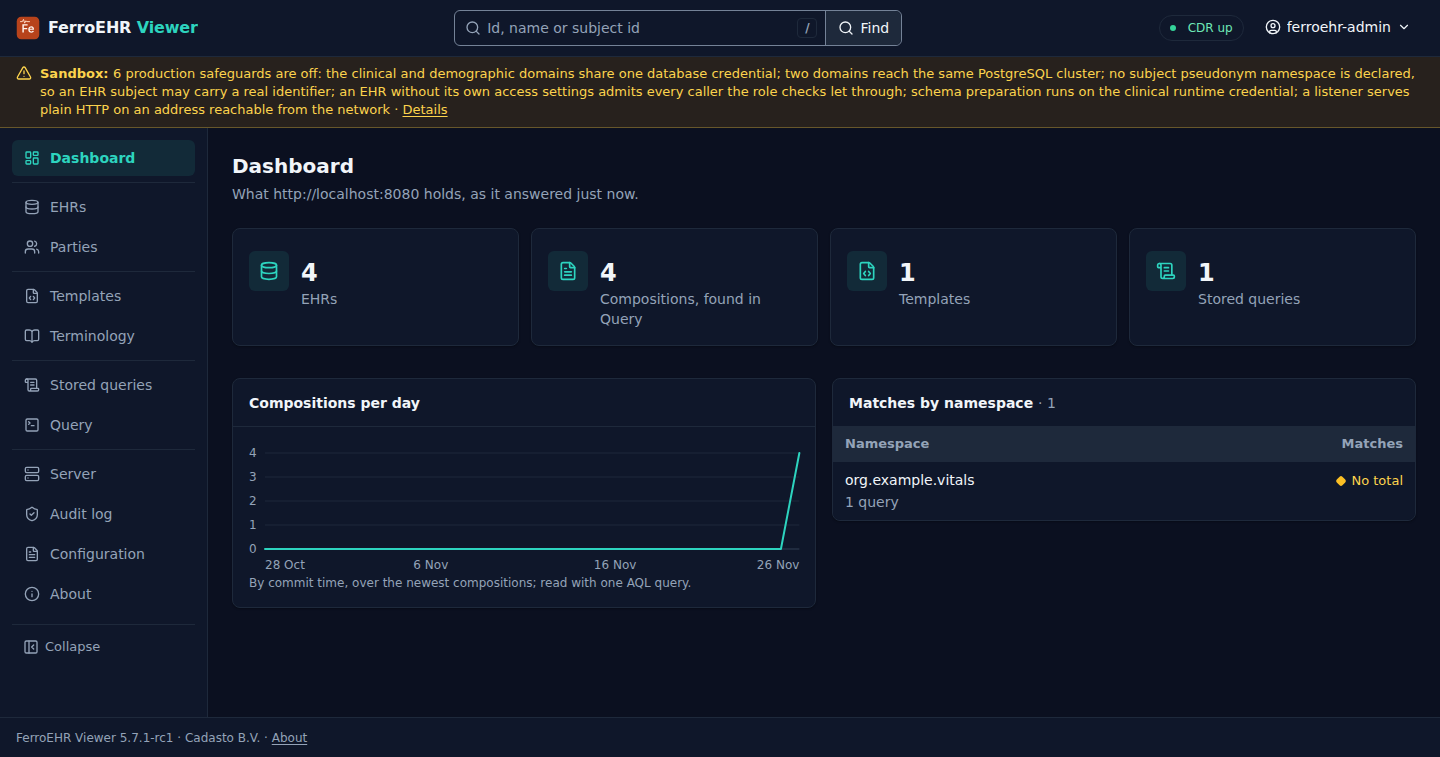 Fe FerroEHR Viewer
Id, name or subject id
/
Find
CDR up
ferroehr-admin
Sandbox: 6 production safeguards are off: the clinical and demographic domains share one database credential; two domains reach the same PostgreSQL cluster; no subject pseudonym namespace is declared,
so an EHR subject may carry a real identifier; an EHR without its own access settings admits every caller the role checks let through; schema preparation runs on the clinical runtime credential; a listener serves
plain HTTP on an address reachable from the network · Details
Dashboard
EHRs
Parties
Templates
Terminology
Stored queries
Query
Server
Audit log
Configuration
About
Collapse
Dashboard
What http://localhost:8080 holds, as it answered just now.
4
EHRs
4
Compositions, found in
Query
1
Templates
1
Stored queries
Compositions per day
4
3
2
1
0
28 Oct
6 Nov
16 Nov
26 Nov
By commit time, over the newest compositions; read with one AQL query.
Matches by namespace · 1
Namespace
Matches
org.example.vitals
No total
1 query
FerroEHR Viewer 5.7.1-rc1 · Cadasto B.V. · About